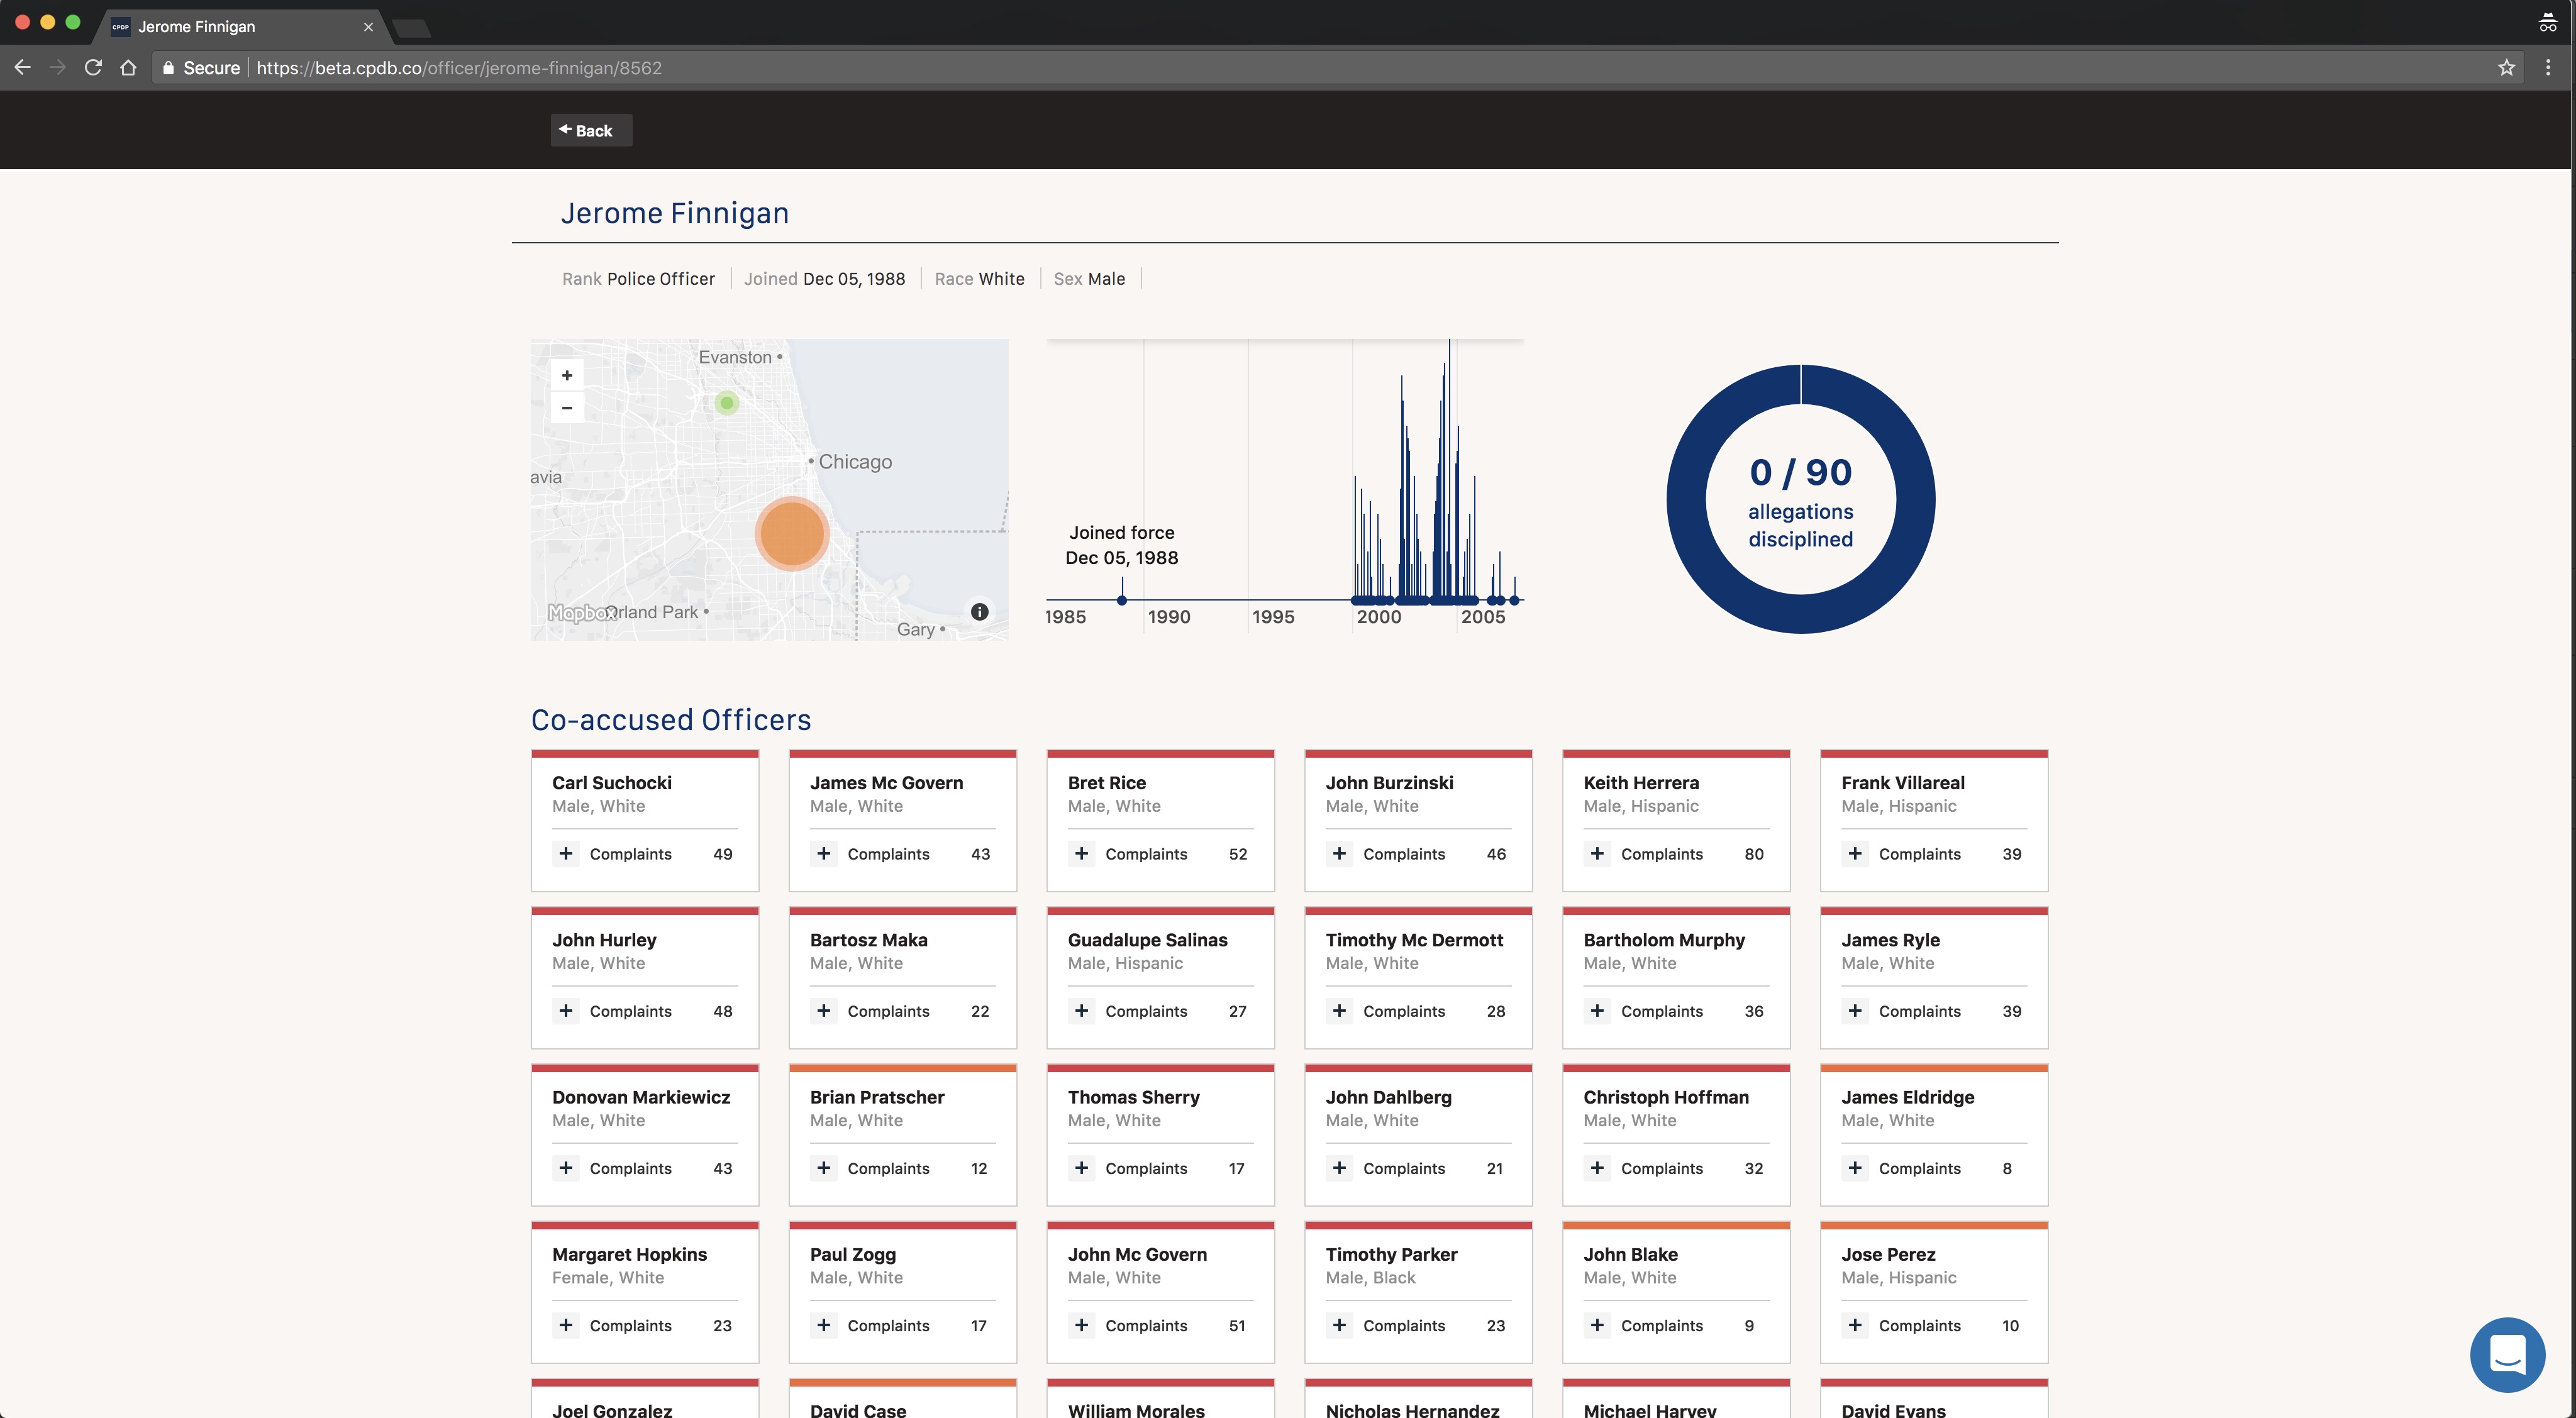 CPDP Jerome Finnigan
Secure https://beta.cpdb.co/officer/jerome-finnigan/8562
Back
Jerome Finnigan
Rank Police Officer Joined Dec 05, 1988 Race White Sex Male
Evanston
Chicago
avia
Mapbox
Orland Park
Gary
Joined force
Dec 05, 1988
1985 1990 1995 2000 2005
0 / 90
allegations
disciplined
Co-accused Officers
Carl Suchocki
Male, White
+ Complaints 49
James Mc Govern
Male, White
+ Complaints 43
Bret Rice
Male, White
+ Complaints 52
John Burzinski
Male, White
+ Complaints 46
Keith Herrera
Male, Hispanic
+ Complaints 80
Frank Villareal
Male, Hispanic
+ Complaints 39
John Hurley
Male, White
+ Complaints 48
Bartosz Maka
Male, White
+ Complaints 22
Guadalupe Salinas
Male, Hispanic
+ Complaints 27
Timothy Mc Dermott
Male, White
+ Complaints 28
Bartholom Murphy
Male, White
+ Complaints 36
James Ryle
Male, White
+ Complaints 39
Donovan Markiewicz
Male, White
+ Complaints 43
Brian Pratscher
Male, White
+ Complaints 12
Thomas Sherry
Male, White
+ Complaints 17
John Dahlberg
Male, White
+ Complaints 21
Christoph Hoffman
Male, White
+ Complaints 32
James Eldridge
Male, White
+ Complaints 8
Margaret Hopkins
Female, White
+ Complaints 23
Paul Zogg
Male, White
+ Complaints 17
John Mc Govern
Male, White
+ Complaints 51
Timothy Parker
Male, Black
+ Complaints 23
John Blake
Male, White
+ Complaints 9
Jose Perez
Male, Hispanic
+ Complaints 10
Joel Gonzalez
David Case
William Morales
Nicholas Hernandez
Michael Harvey
David Evans